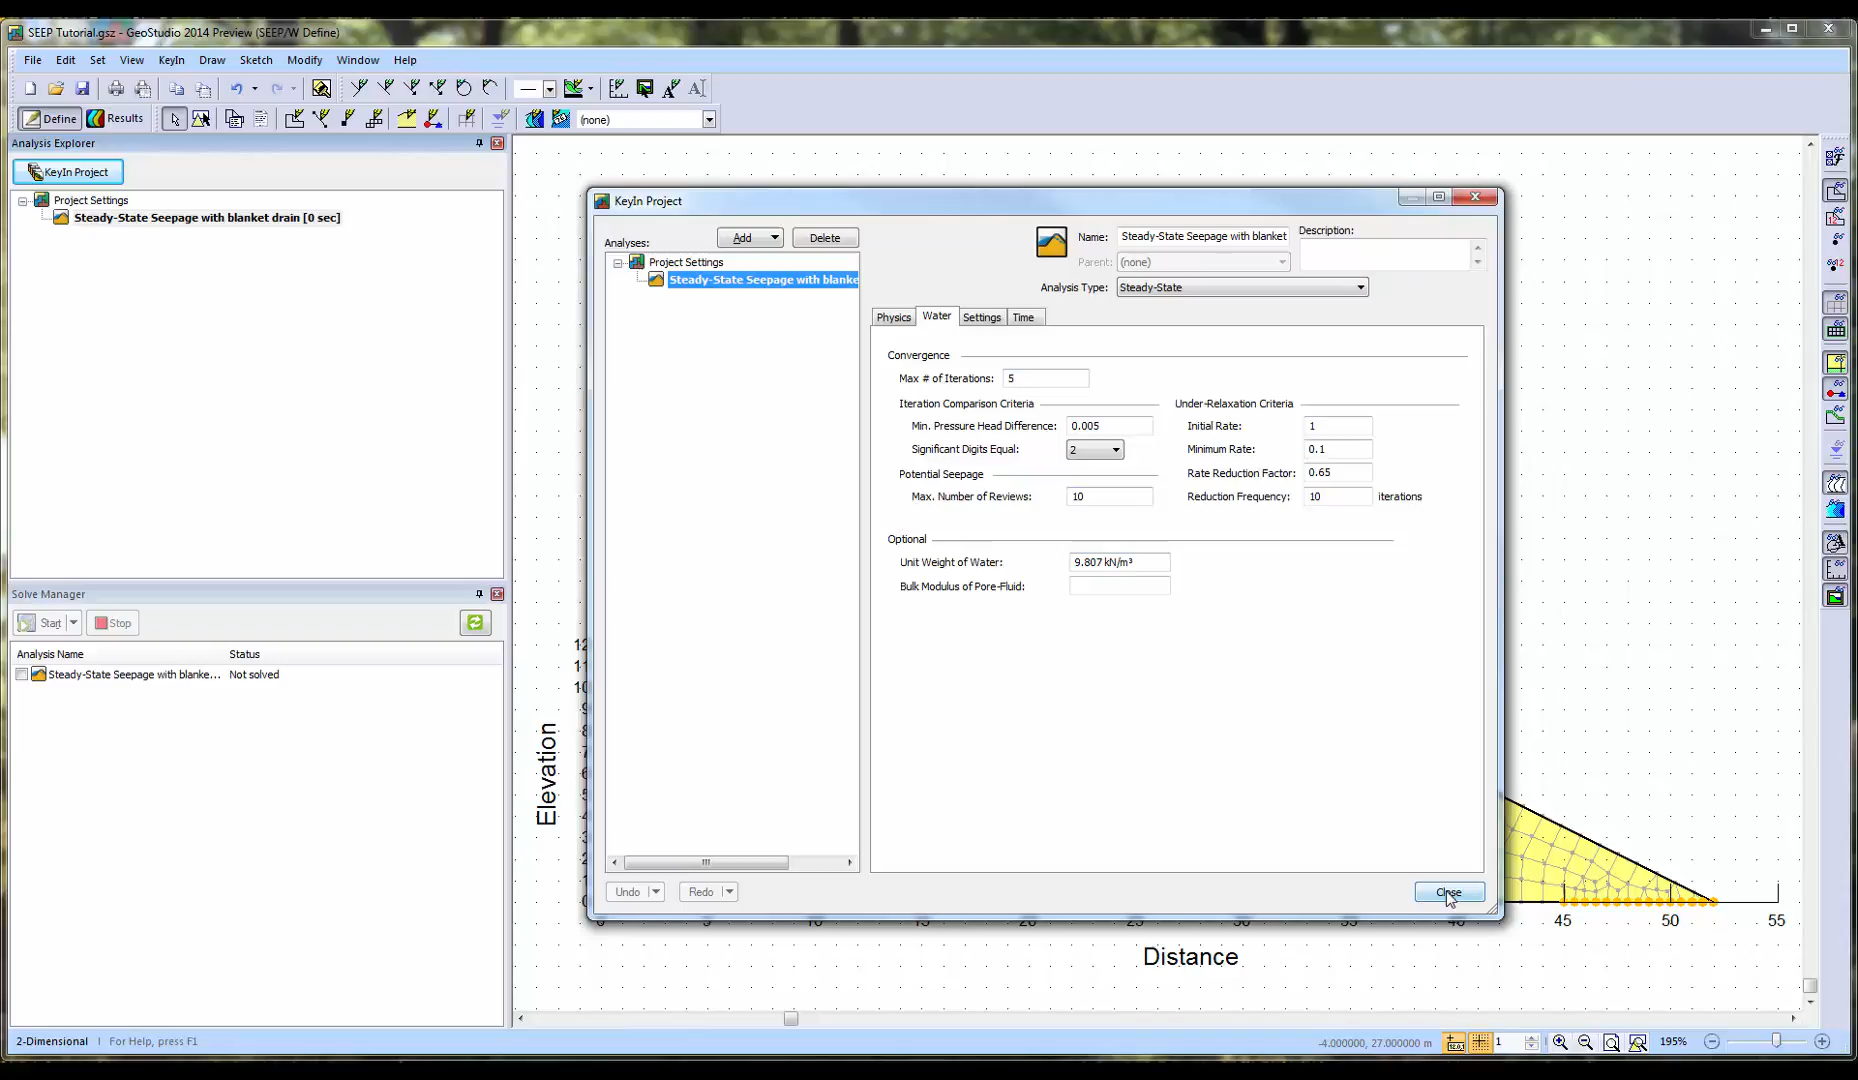 SEEP Tutorial.gsz - GeoStudio 2014 Preview (SEEP/W Define)
File Edit Set View KeyIn Draw Sketch Modify Window Help
Define Results (none)
Analysis Explorer
KeyIn Project
Project Settings
Steady-State Seepage with blanket drain [0 sec]
Solve Manager
Start Stop
Analysis Name Status
Steady-State Seepage with blanke... Not solved
KeyIn Project
Analyses: Add Delete
Project Settings
Steady-State Seepage with blanke
Name: Steady-State Seepage with blanket Description:
Parent: (none)
Analysis Type: Steady-State
Physics Water Settings Time
Convergence
Max # of Iterations: 5
Iteration Comparison Criteria Under-Relaxation Criteria
Min. Pressure Head Difference: 0.005 Initial Rate: 1
Significant Digits Equal: 2 Minimum Rate: 0.1
Potential Seepage Rate Reduction Factor: 0.65
Max. Number of Reviews: 10 Reduction Frequency: 10 iterations
Optional
Unit Weight of Water: 9.807 kN/m³
Bulk Modulus of Pore-Fluid:
Undo Redo Close
Elevation
45 50 55
Distance
2-Dimensional For Help, press F1 -4.000000, 27.000000 m 1 195%